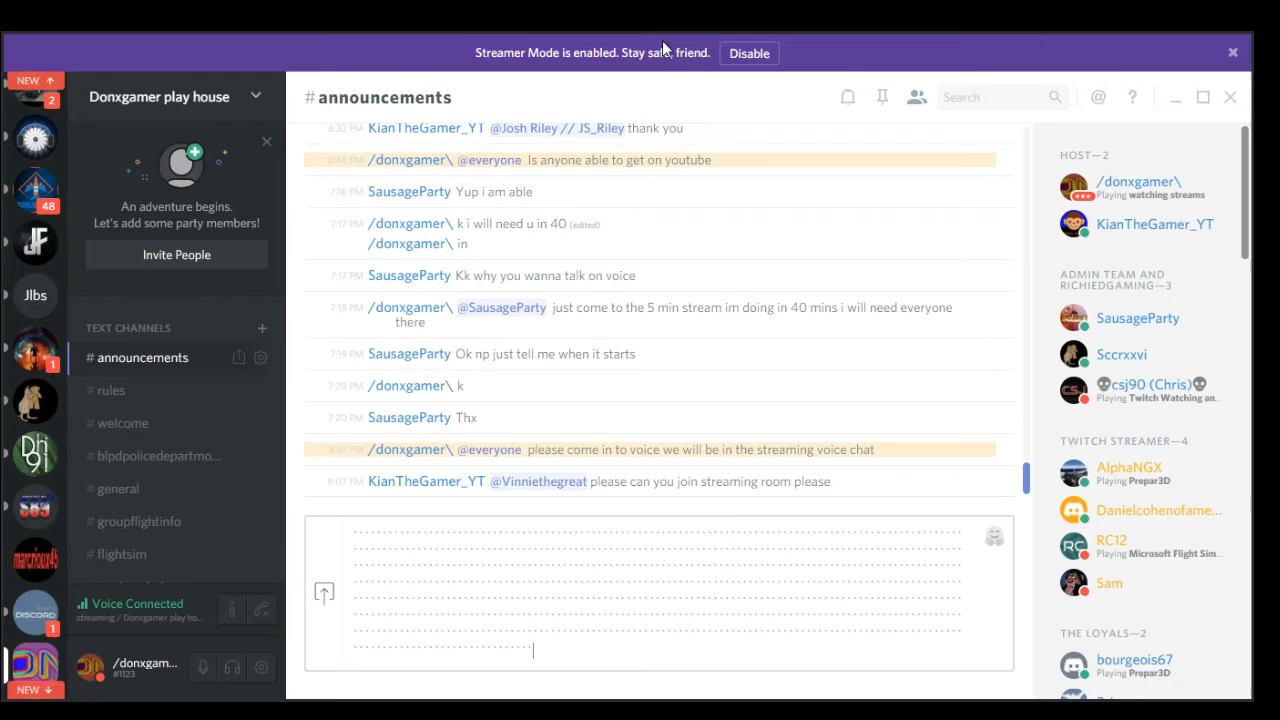 Streamer Mode is enabled. Stay safe, friend. Disable
NEW ↑
2
48
JF
Jlbs
1
Dh
91
marcrioux45
DISCORD
1
NEW ↓
Donxgamer play house
An adventure begins.
Let's add some party members!
Invite People
TEXT CHANNELS +
# announcements
# rules
# welcome
# blpdpolicedepartmo...
# general
# groupflightinfo
# flightsim
Voice Connected
streaming / Donxgamer play ho...
/donxgam...
#1123
#announcements
Search
@ ?
6:32 PM KianTheGamer_YT @Josh Riley // JS_Riley thank you
6:46 PM /donxgamer\ @everyone Is anyone able to get on youtube
7:16 PM SausageParty Yup i am able
7:17 PM /donxgamer\ k i will need u in 40 (edited)
/donxgamer\ in
7:17 PM SausageParty Kk why you wanna talk on voice
7:18 PM /donxgamer\ @SausageParty just come to the 5 min stream im doing in 40 mins i will need everyone
there
7:19 PM SausageParty Ok np just tell me when it starts
7:20 PM /donxgamer\ k
7:20 PM SausageParty Thx
8:01 PM /donxgamer\ @everyone please come in to voice we will be in the streaming voice chat
8:07 PM KianTheGamer_YT @Vinniethegreat please can you join streaming room please
HOST—2
/donxgamer\
Playing watching streams
KianTheGamer_YT
ADMIN TEAM AND
RICHIEDGAMING—3
SausageParty
Sccrxxvi
💀csj90 (Chris)💀
Playing Twitch Watching an...
CSJ
TWITCH STREAMER—4
AlphaNGX
Playing Prepar3D
Danielcohenofame...
RC12
Playing Microsoft Flight Sim...
RC
Sam
THE LOYALS—2
bourgeois67
Playing Prepar3D